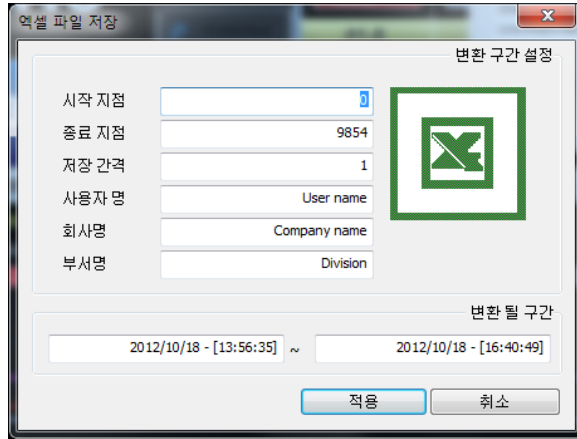 엑셀 파일 저장
변환 구간 설정
시작 지점 0
종료 지점 9854
저장 간격 1
사용자 명 User name
회사명 Company name
부서명 Division
변환 될 구간
2012/10/18 - [13:56:35] ~ 2012/10/18 - [16:40:49]
적용 취소